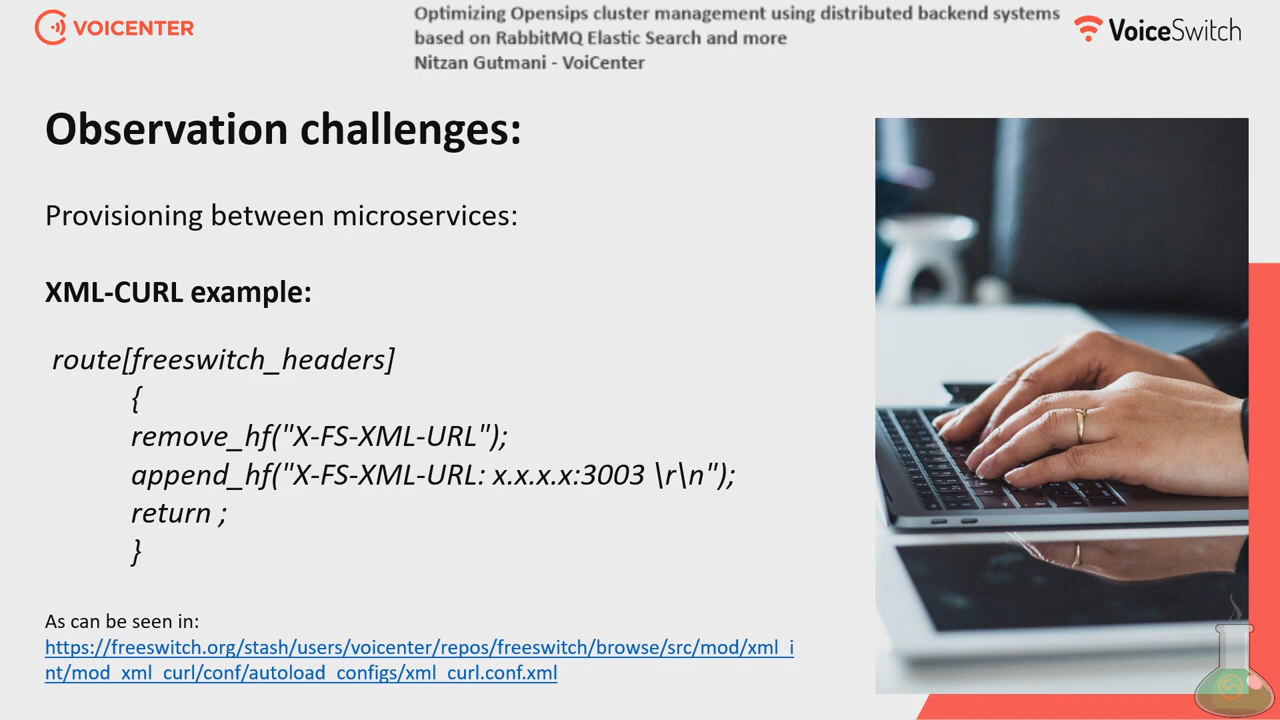 VOICENTER
Optimizing Opensips cluster management using distributed backend systems
based on RabbitMQ Elastic Search and more
Nitzan Gutmani - VoiCenter
VoiceSwitch
Observation challenges:
Provisioning between microservices:
XML-CURL example:
route[freeswitch_headers]
{
remove_hf("X-FS-XML-URL");
append_hf("X-FS-XML-URL: x.x.x.x:3003 \r\n");
return ;
}
As can be seen in:
https://freeswitch.org/stash/users/voicenter/repos/freeswitch/browse/src/mod/xml_i
nt/mod_xml_curl/conf/autoload_configs/xml_curl.conf.xml